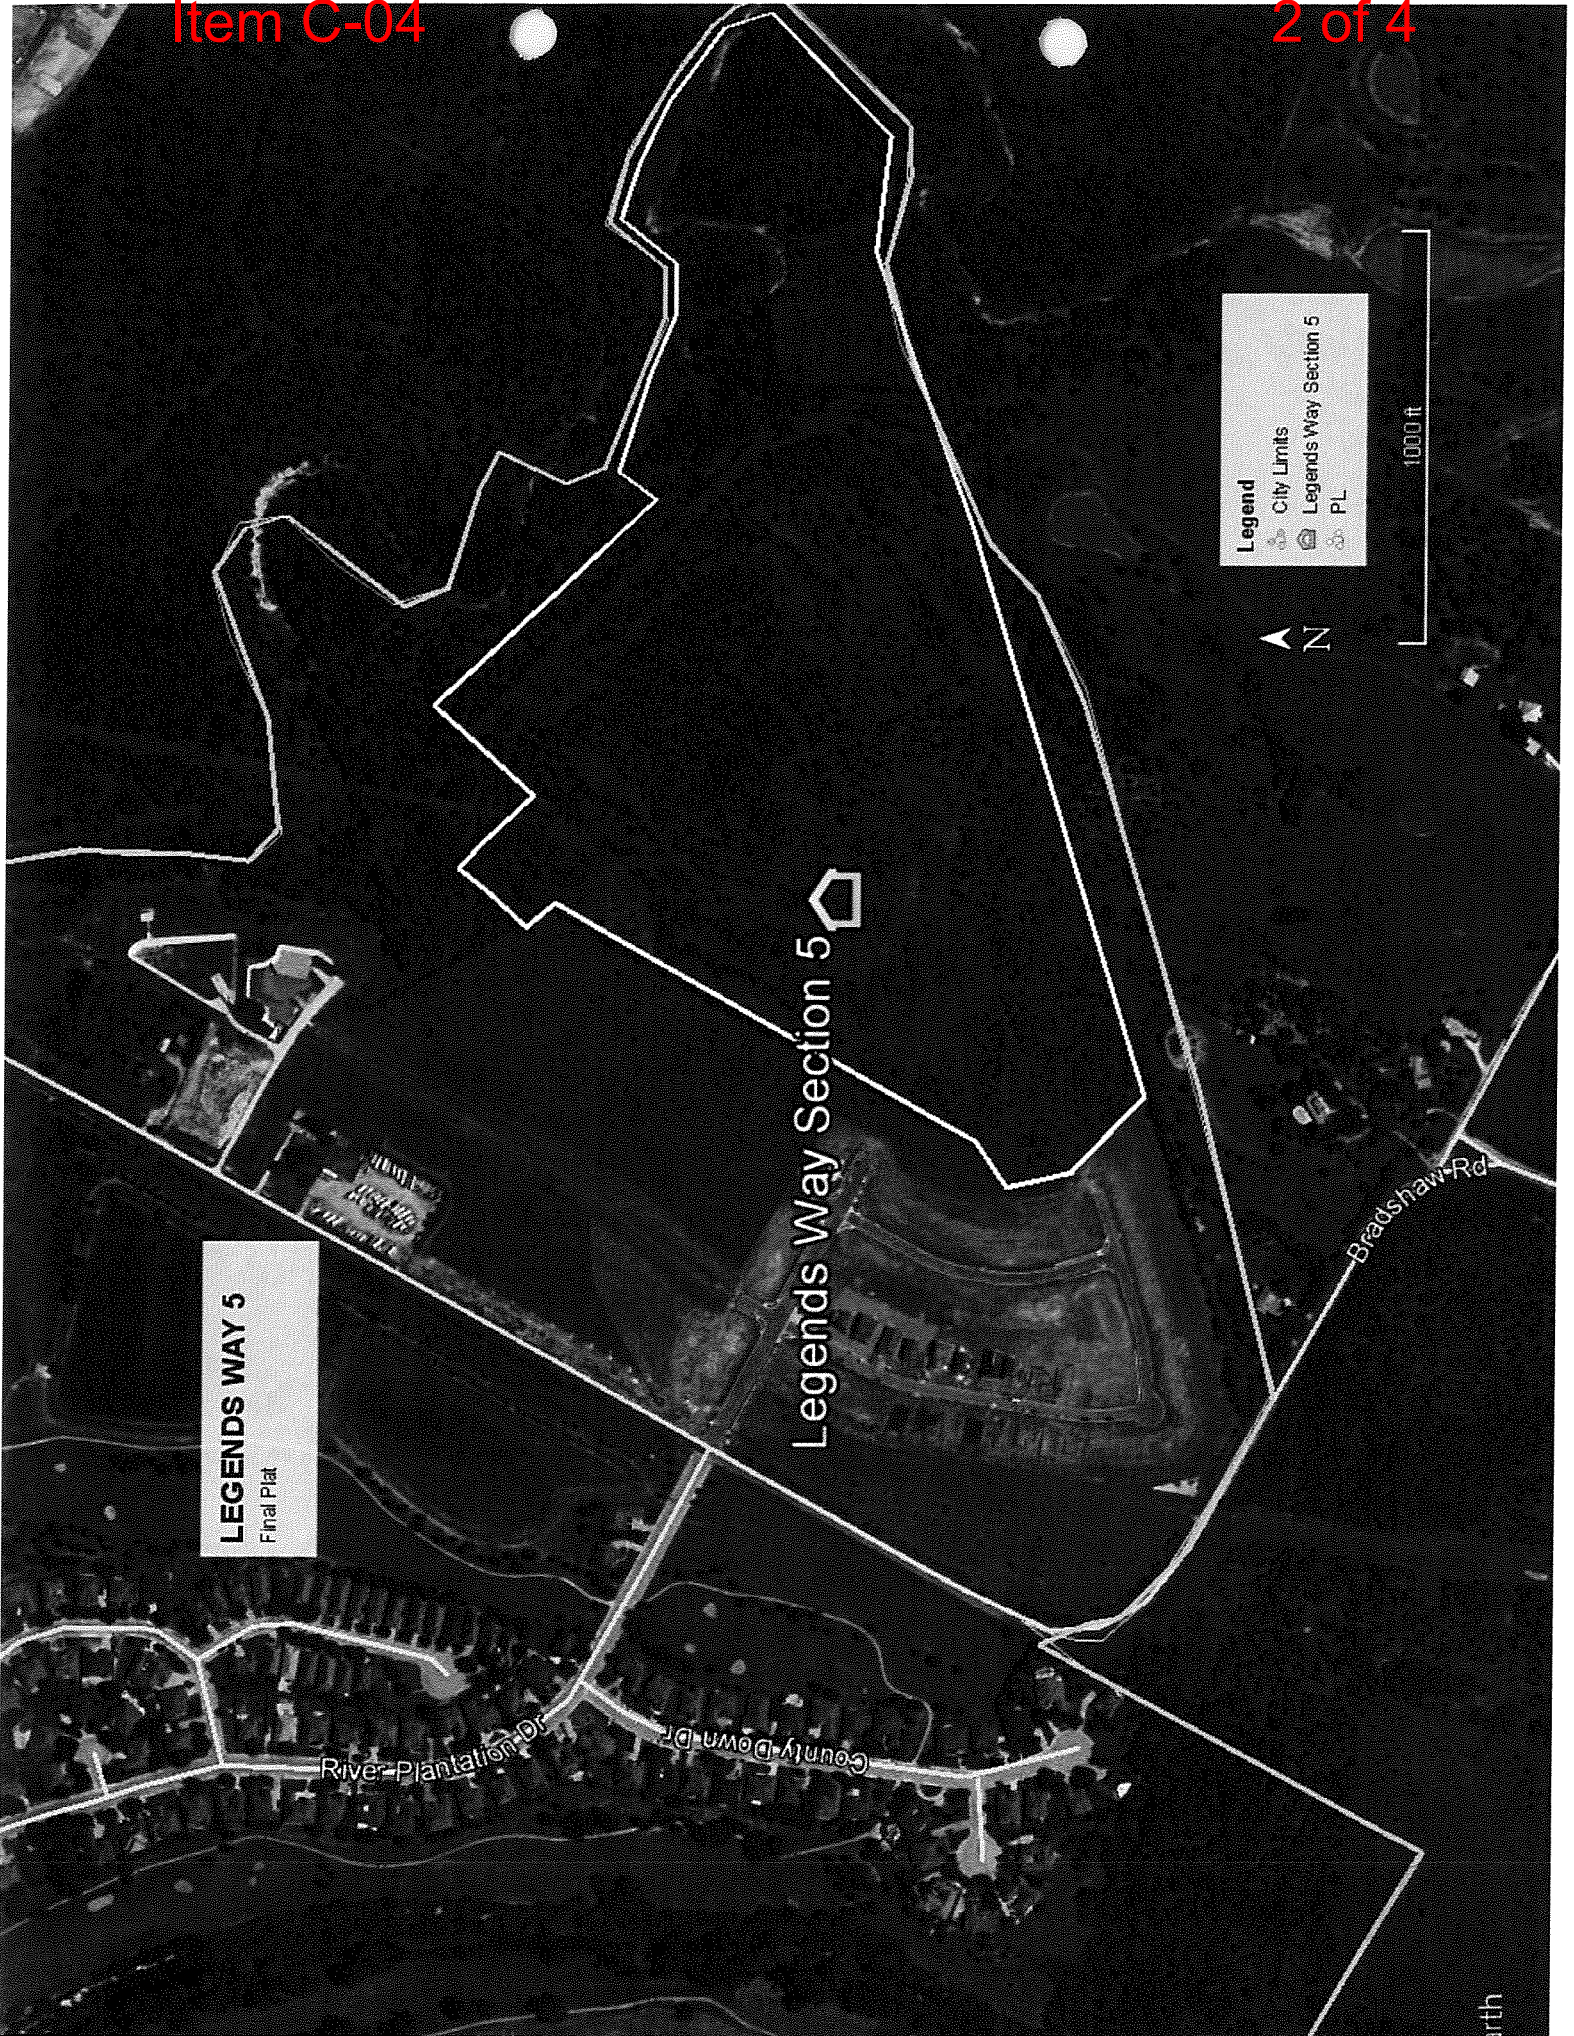 Item C-04
2 of 4
LEGENDS WAY 5
Final Plat
Legends Way Section 5
Legend
City Limits
Legends Way Section 5
PL
N
1000 ft
River Plantation Dr
County Down Dr
Bradshaw Rd
rth